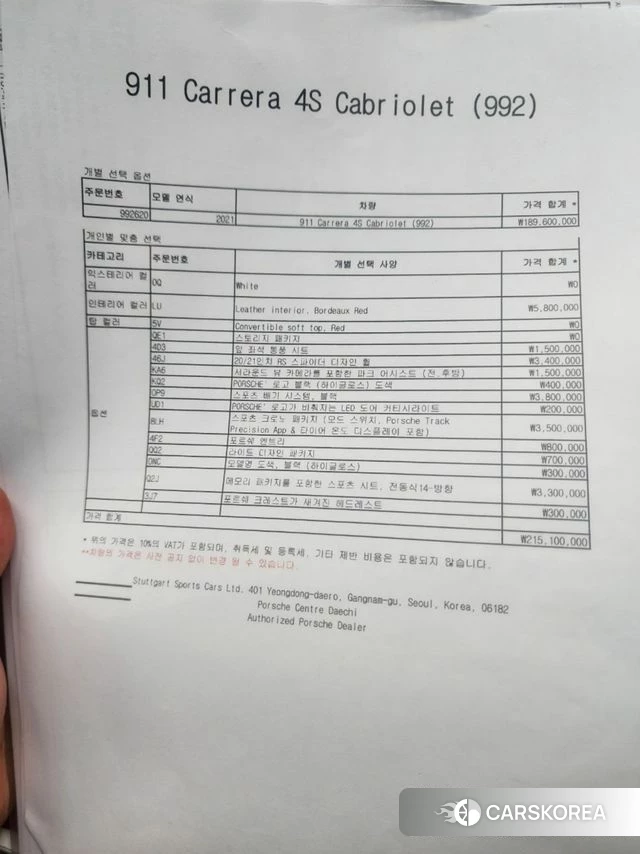 911 Carrera 4S Cabriolet (992)
개별 선택 옵션
주문번호 모델 연식 차량 가격 합계 *
992620 2021 911 Carrera 4S Cabriolet (992) ₩189,600,000
개인별 맞춤 선택
카테고리 주문번호 개별 선택 사양 가격 합계 *
익스테리어 컬러 0Q White ₩0
인테리어 컬러 LU Leather interior, Bordeaux Red ₩5,800,000
탑 컬러 5V Convertible soft top, Red ₩0
옵션 QE1 스토리지 패키지 ₩0
4D3 앞 좌석 통풍 시트 ₩1,500,000
46J 20/21인치 RS 스파이더 디자인 휠 ₩3,400,000
KA6 서라운드 뷰 카메라를 포함한 파크 어시스트 (전,후방) ₩1,500,000
KQ2 PORSCHE' 로고 블랙 (하이글로스) 도색 ₩400,000
0P9 스포츠 배기 시스템, 블랙 ₩3,800,000
UD1 PORSCHE' 로고가 비춰지는 LED 도어 커티시라이트 ₩200,000
8LH 스포츠 크로노 패키지 (모드 스위치, Porsche Track
Precision App & 타이어 온도 디스플레이 포함) ₩3,500,000
4F2 포르쉐 엔트리 ₩800,000
QQ2 라이트 디자인 패키지 ₩700,000
0NC 모델명 도색, 블랙 (하이글로스) ₩300,000
Q2J 메모리 패키지를 포함한 스포츠 시트, 전동식14-방향 ₩3,300,000
3J7 포르쉐 크레스트가 새겨진 헤드레스트 ₩300,000
가격 합계 ₩215,100,000
* 위의 가격은 10%의 VAT가 포함되며, 취득세 및 등록세, 기타 제반 비용은 포함되지 않습니다.
**차량의 가격은 사전 공지 없이 변경 될 수 있습니다.
Stuttgart Sports Cars Ltd. 401 Yeongdong-daero, Gangnam-gu, Seoul, Korea, 06182
Porsche Centre Daechi
Authorized Porsche Dealer
CARSKOREA